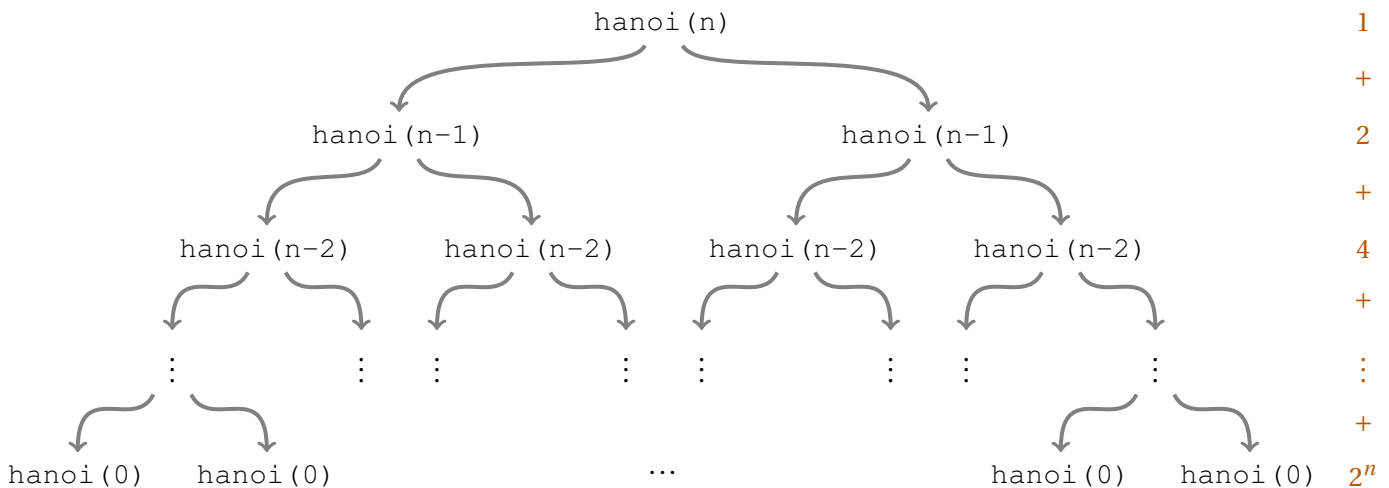 hanoi(n) 1
+
hanoi(n-1) hanoi(n-1) 2
+
hanoi(n-2) hanoi(n-2) hanoi(n-2) hanoi(n-2) 4
+
⋮ ⋮ ⋮ ⋮ ⋮ ⋮ ⋮ ⋮ ⋮
+
hanoi(0) hanoi(0) ... hanoi(0) hanoi(0) 2ⁿ